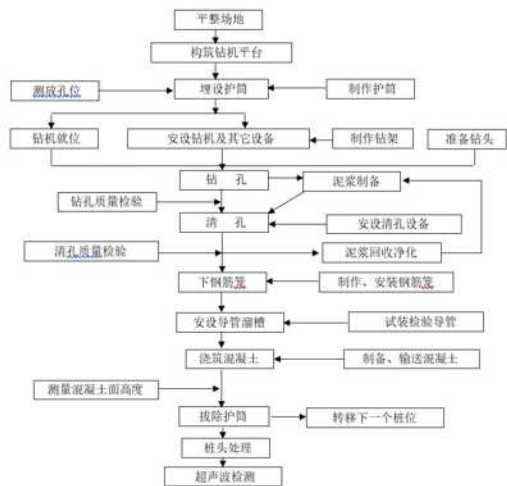 平整场地
构筑钻机平台
测放孔位
埋设护筒
制作护筒
钻机就位
安设钻机及其它设备
制作钻架
准备钻头
钻 孔
泥浆制备
钻孔质量检验
清 孔
安设清孔设备
清孔质量检验
泥浆回收净化
下钢筋笼
制作、安装钢筋笼
安设导管溜槽
试装检验导管
浇筑混凝土
制备、输送混凝土
测量混凝土面高度
拔除护筒
转移下一个桩位
桩头处理
超声波检测